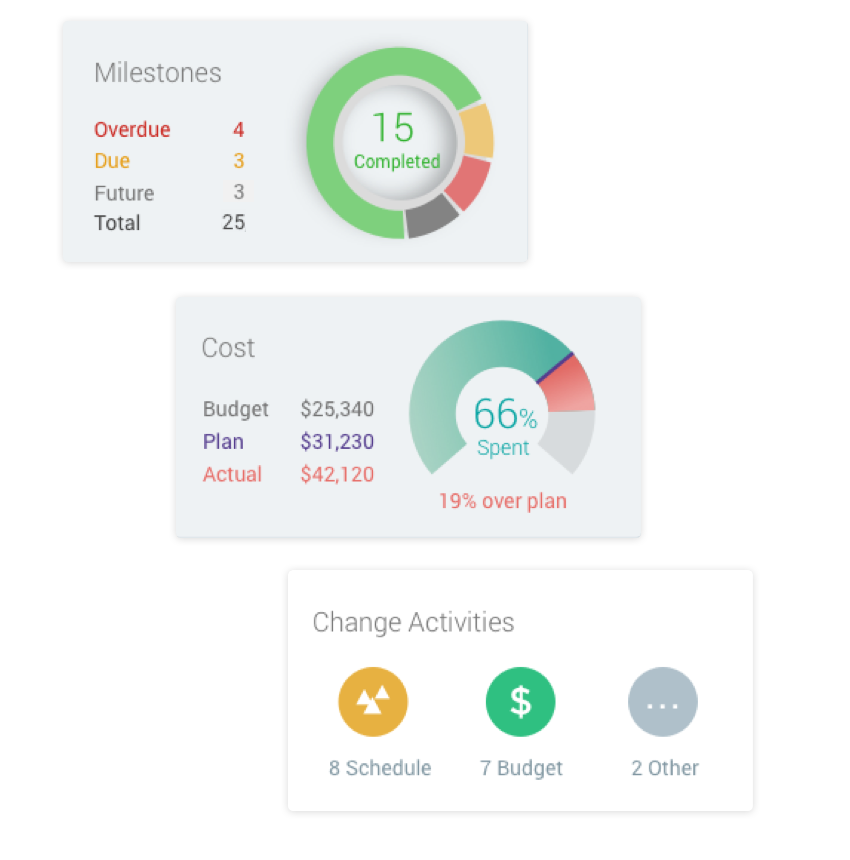 Milestones
Overdue 4
Due 3
Future 3
Total 25
15
Completed
Cost
Budget $25,340
Plan $31,230
Actual $42,120
66%
Spent
19% over plan
Change Activities
$
...
8 Schedule 7 Budget 2 Other